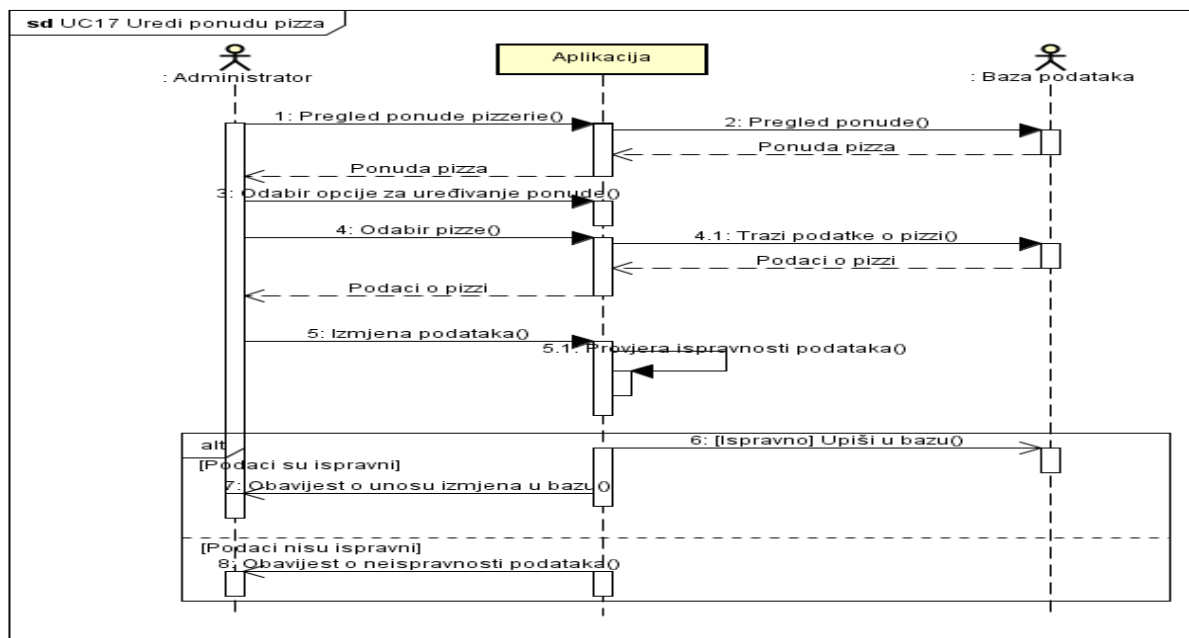 sd UC17 Uredi ponudu pizza
: Administrator
Aplikacija
: Baza podataka
1: Pregled ponude pizzerie()
2: Pregled ponude()
Ponuda pizza
Ponuda pizza
3: Odabir opcije za uređivanje ponude()
4: Odabir pizze()
4.1: Trazi podatke o pizzi()
Podaci o pizzi
Podaci o pizzi
5: Izmjena podataka()
5.1: Provjera ispravnosti podataka()
alt
6: [Ispravno] Upiši u bazu()
[Podaci su ispravni]
7: Obavijest o unosu izmjena u bazu()
[Podaci nisu ispravni]
8: Obavijest o neispravnosti podataka()